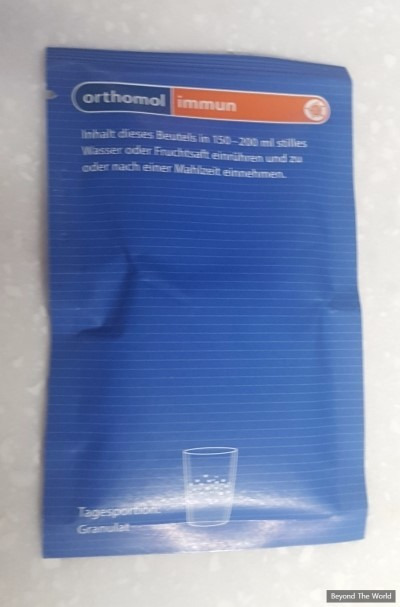 orthomol immun
Inhalt dieses Beutels in 150–200 ml stilles
Wasser oder Fruchtsaft einrühren und zu
oder nach einer Mahlzeit einnehmen.
Tagesportion:
Granulat
Beyond The World